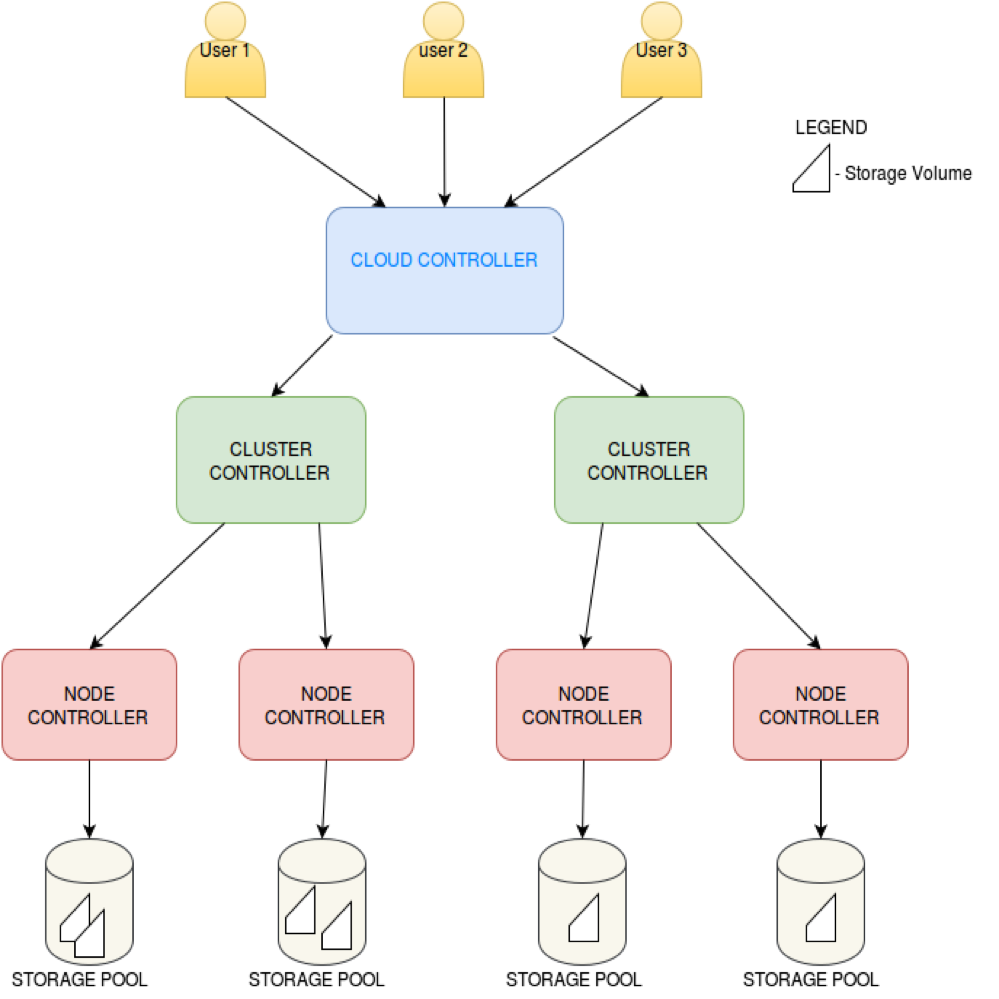 User 1
user 2
User 3
LEGEND
- Storage Volume
CLOUD CONTROLLER
CLUSTER
CONTROLLER
CLUSTER
CONTROLLER
NODE
CONTROLLER
NODE
CONTROLLER
NODE
CONTROLLER
NODE
CONTROLLER
STORAGE POOL
STORAGE POOL
STORAGE POOL
STORAGE POOL